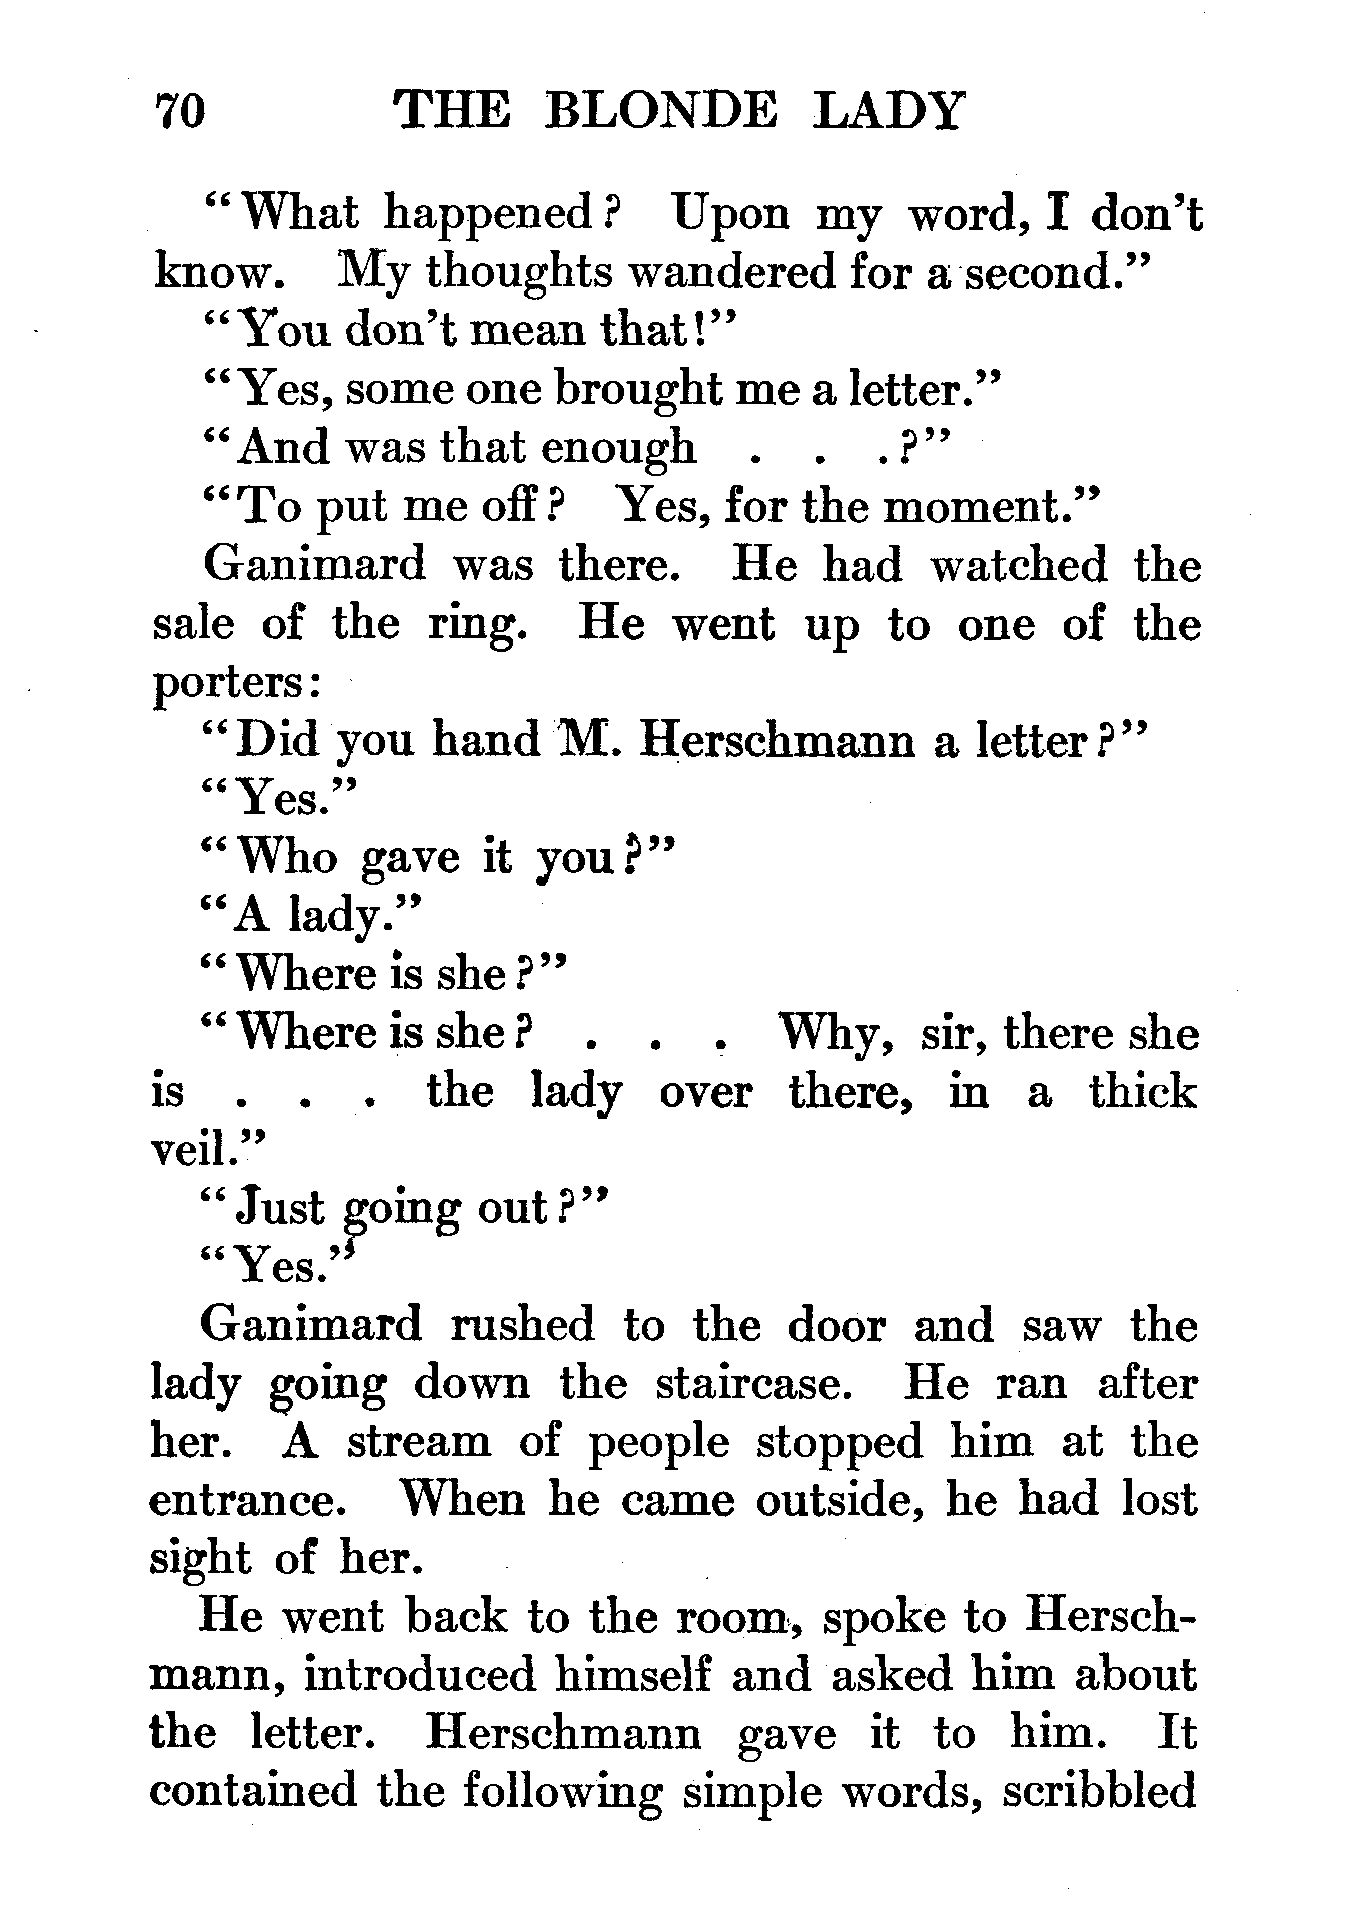 70 THE BLONDE LADY
“What happened? Upon my word, I don’t
know. My thoughts wandered for a second.”
“You don’t mean that!”
“Yes, some one brought me a letter.”
“And was that enough . . .?”
“To put me off? Yes, for the moment.”
Ganimard was there. He had watched the
sale of the ring. He went up to one of the
porters:
“Did you hand M. Herschmann a letter?”
“Yes.”
“Who gave it you?”
“A lady.”
“Where is she?”
“Where is she? . . . Why, sir, there she
is . . . the lady over there, in a thick
veil.”
“Just going out?”
“Yes.”
Ganimard rushed to the door and saw the
lady going down the staircase. He ran after
her. A stream of people stopped him at the
entrance. When he came outside, he had lost
sight of her.
He went back to the room, spoke to Hersch-
mann, introduced himself and asked him about
the letter. Herschmann gave it to him. It
contained the following simple words, scribbled